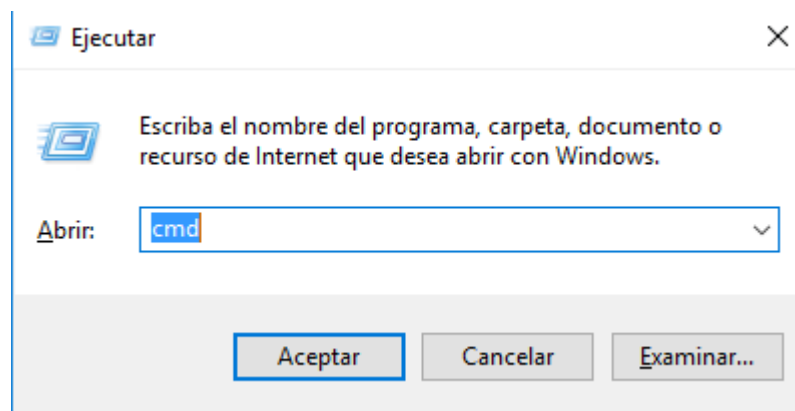 Ejecutar
Escriba el nombre del programa, carpeta, documento o
recurso de Internet que desea abrir con Windows.
Abrir: cmd
Aceptar Cancelar Examinar...